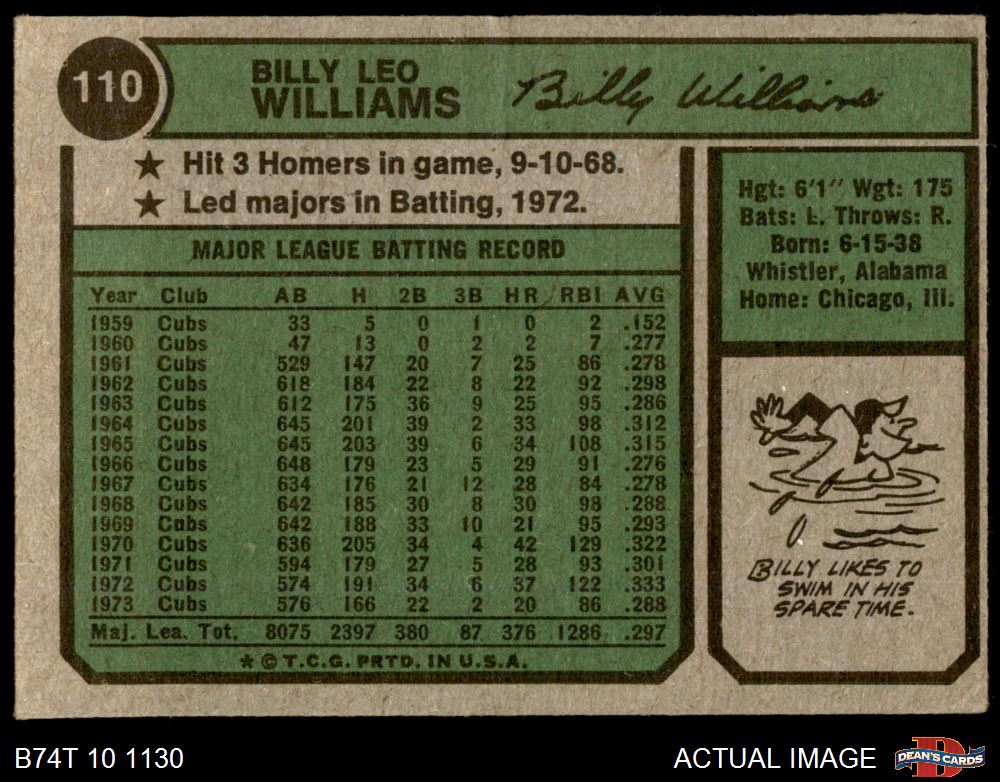 110
BILLY LEO
WILLIAMS
Billy Williams
★ Hit 3 Homers in game, 9-10-68.
★ Led majors in Batting, 1972.
MAJOR LEAGUE BATTING RECORD
Year Club AB H 2B 3B HR RBI AVG
1959 Cubs 33 5 0 1 0 2 .152
1960 Cubs 47 13 0 2 2 7 .277
1961 Cubs 529 147 20 7 25 86 .278
1962 Cubs 618 184 22 8 22 92 .298
1963 Cubs 612 175 36 9 25 95 .286
1964 Cubs 645 201 39 2 33 98 .312
1965 Cubs 645 203 39 6 34 108 .315
1966 Cubs 648 179 23 5 29 91 .276
1967 Cubs 634 176 21 12 28 84 .278
1968 Cubs 642 185 30 8 30 98 .288
1969 Cubs 642 188 33 10 21 95 .293
1970 Cubs 636 205 34 4 42 129 .322
1971 Cubs 594 179 27 5 28 93 .301
1972 Cubs 574 191 34 6 37 122 .333
1973 Cubs 576 166 22 2 20 86 .288
Maj. Lea. Tot. 8075 2397 380 87 376 1286 .297
* © T.C.G. PRTD. IN U.S.A.
Hgt: 6'1" Wgt: 175
Bats: L. Throws: R.
Born: 6-15-38
Whistler, Alabama
Home: Chicago, Ill.
BILLY LIKES TO
SWIM IN HIS
SPARE TIME.
B74T 10 1130
ACTUAL IMAGE
D
DEAN'S CARDS